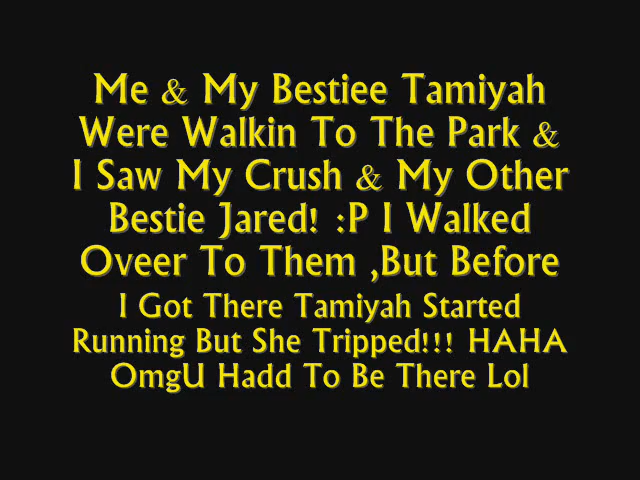 Me & My Bestiee Tamiyah
Were Walkin To The Park &
I Saw My Crush & My Other
Bestie Jared! :P I Walked
Oveer To Them ,But Before
I Got There Tamiyah Started
Running But She Tripped!!! HAHA
OmgU Hadd To Be There Lol